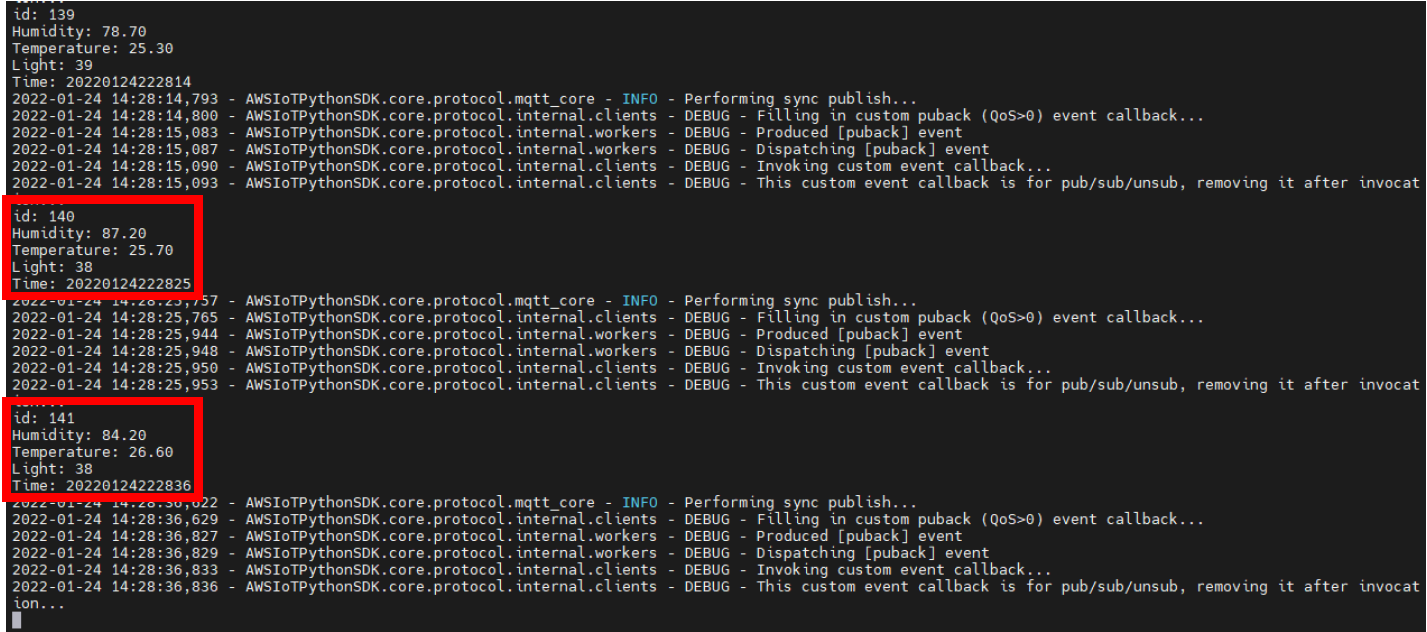 id: 139
Humidity: 78.70
Temperature: 25.30
Light: 39
Time: 20220124222814
2022-01-24 14:28:14,793 - AWSIoTPythonSDK.core.protocol.mqtt_core - INFO - Performing sync publish...
2022-01-24 14:28:14,800 - AWSIoTPythonSDK.core.protocol.internal.clients - DEBUG - Filling in custom puback (QoS>0) event callback...
2022-01-24 14:28:15,083 - AWSIoTPythonSDK.core.protocol.internal.workers - DEBUG - Produced [puback] event
2022-01-24 14:28:15,087 - AWSIoTPythonSDK.core.protocol.internal.workers - DEBUG - Dispatching [puback] event
2022-01-24 14:28:15,090 - AWSIoTPythonSDK.core.protocol.internal.clients - DEBUG - Invoking custom event callback...
2022-01-24 14:28:15,093 - AWSIoTPythonSDK.core.protocol.internal.clients - DEBUG - This custom event callback is for pub/sub/unsub, removing it after invocat
id: 140
Humidity: 87.20
Temperature: 25.70
Light: 38
Time: 20220124222825
2022-01-24 14:28:25,757 - AWSIoTPythonSDK.core.protocol.mqtt_core - INFO - Performing sync publish...
2022-01-24 14:28:25,765 - AWSIoTPythonSDK.core.protocol.internal.clients - DEBUG - Filling in custom puback (QoS>0) event callback...
2022-01-24 14:28:25,944 - AWSIoTPythonSDK.core.protocol.internal.workers - DEBUG - Produced [puback] event
2022-01-24 14:28:25,948 - AWSIoTPythonSDK.core.protocol.internal.workers - DEBUG - Dispatching [puback] event
2022-01-24 14:28:25,950 - AWSIoTPythonSDK.core.protocol.internal.clients - DEBUG - Invoking custom event callback...
2022-01-24 14:28:25,953 - AWSIoTPythonSDK.core.protocol.internal.clients - DEBUG - This custom event callback is for pub/sub/unsub, removing it after invocat
id: 141
Humidity: 84.20
Temperature: 26.60
Light: 38
Time: 20220124222836
2022-01-24 14:28:36,622 - AWSIoTPythonSDK.core.protocol.mqtt_core - INFO - Performing sync publish...
2022-01-24 14:28:36,629 - AWSIoTPythonSDK.core.protocol.internal.clients - DEBUG - Filling in custom puback (QoS>0) event callback...
2022-01-24 14:28:36,827 - AWSIoTPythonSDK.core.protocol.internal.workers - DEBUG - Produced [puback] event
2022-01-24 14:28:36,829 - AWSIoTPythonSDK.core.protocol.internal.workers - DEBUG - Dispatching [puback] event
2022-01-24 14:28:36,833 - AWSIoTPythonSDK.core.protocol.internal.clients - DEBUG - Invoking custom event callback...
2022-01-24 14:28:36,836 - AWSIoTPythonSDK.core.protocol.internal.clients - DEBUG - This custom event callback is for pub/sub/unsub, removing it after invocat
ion...